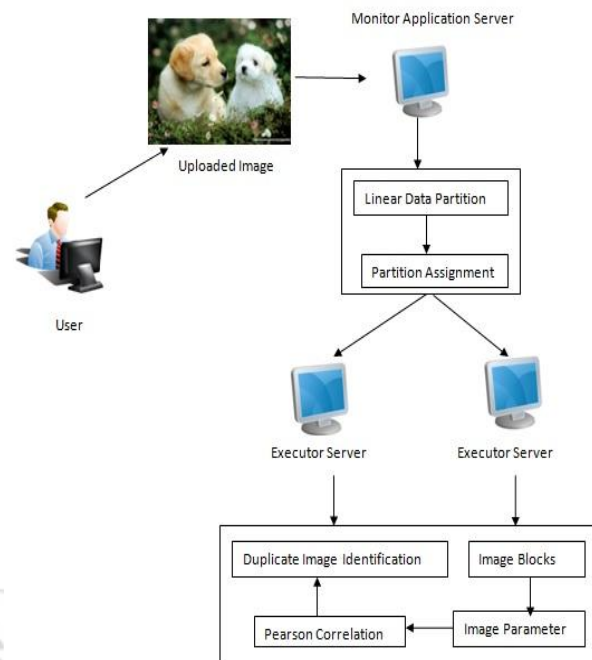 Monitor Application Server
Uploaded Image
Linear Data Partition
Partition Assignment
User
Executor Server
Executor Server
Duplicate Image Identification
Image Blocks
Pearson Correlation
Image Parameter